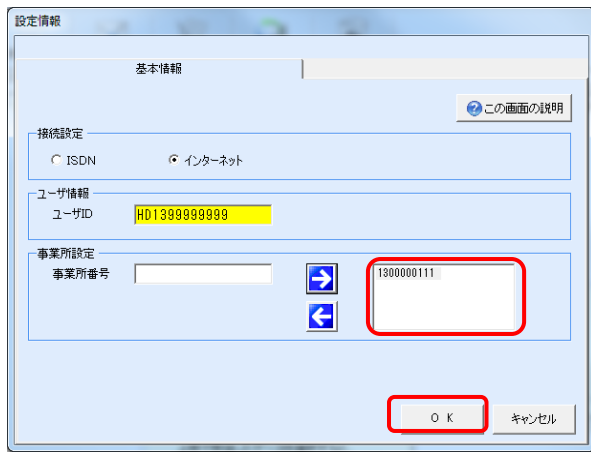 設定情報
基本情報
この画面の説明
接続設定
ISDN
インターネット
ユーザ情報
ユーザID
HD1399999999
事業所設定
事業所番号
1300000111
O K
キャンセル